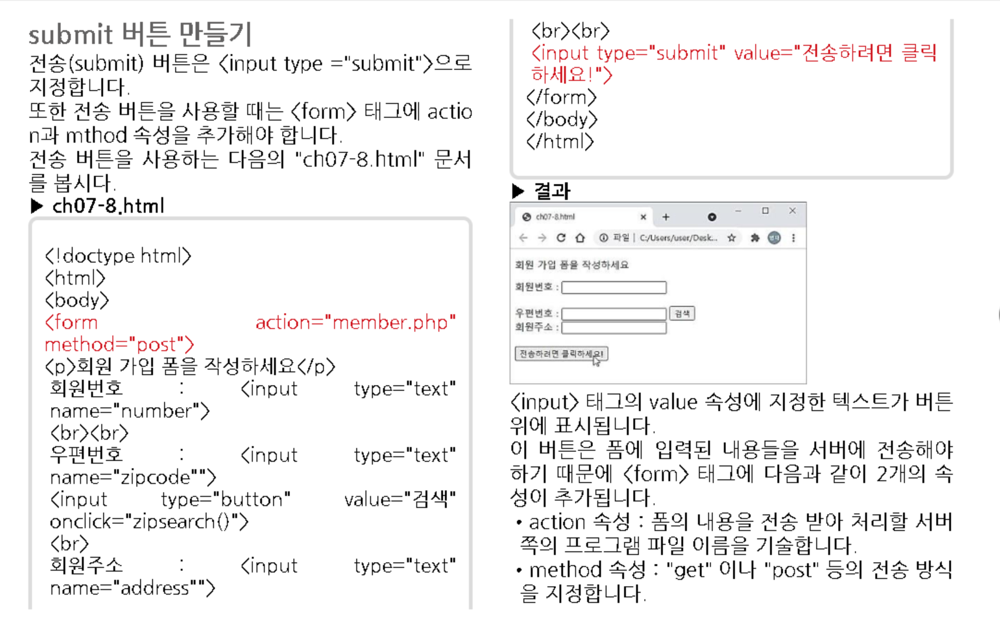 submit 버튼 만들기
전송(submit) 버튼은 <input type ="submit">으로
지정합니다.
또한 전송 버튼을 사용할 때는 <form> 태그에 actio
n과 mthod 속성을 추가해야 합니다.
전송 버튼을 사용하는 다음의 "ch07-8.html" 문서
를 봅시다.
▶ ch07-8.html
<!doctype html>
<html>
<body>
<form action="member.php"
method="post">
<p>회원 가입 폼을 작성하세요</p>
회원번호 : <input type="text"
name="number">
<br><br>
우편번호 : <input type="text"
name="zipcode"">
<input type="button" value="검색"
onclick="zipsearch()">
<br>
회원주소 : <input type="text"
name="address"">
<br><br>
<input type="submit" value="전송하려면 클릭
하세요!">
</form>
</body>
</html>
▶ 결과
ch07-8.html
파일 | C:/Users/user/Desk...
회원 가입 폼을 작성하세요
회원번호 :
우편번호 : 검색
회원주소 :
전송하려면 클릭하세요!
<input> 태그의 value 속성에 지정한 텍스트가 버튼
위에 표시됩니다.
이 버튼은 폼에 입력된 내용들을 서버에 전송해야
하기 때문에 <form> 태그에 다음과 같이 2개의 속
성이 추가됩니다.
• action 속성 : 폼의 내용을 전송 받아 처리할 서버
쪽의 프로그램 파일 이름을 기술합니다.
• method 속성 : "get" 이나 "post" 등의 전송 방식
을 지정합니다.